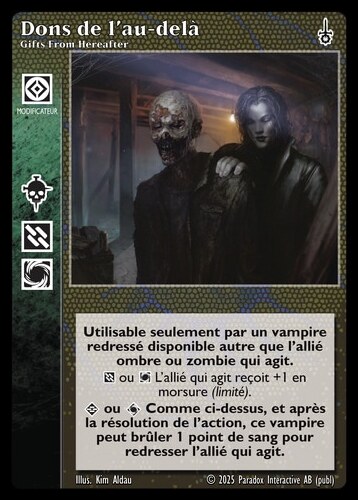 Dons de l'au-delà
Gifts From Hereafter
MODIFICATEUR
Utilisable seulement par un vampire
redressé disponible autre que l'allié
ombre ou zombie qui agit.
ou L'allié qui agit reçoit +1 en
morsure (limité).
ou Comme ci-dessus, et après
la résolution de l'action, ce vampire
peut brûler 1 point de sang pour
redresser l'allié qui agit.
Illus. Kim Aldau © 2025 Paradox Interactive AB (publ)